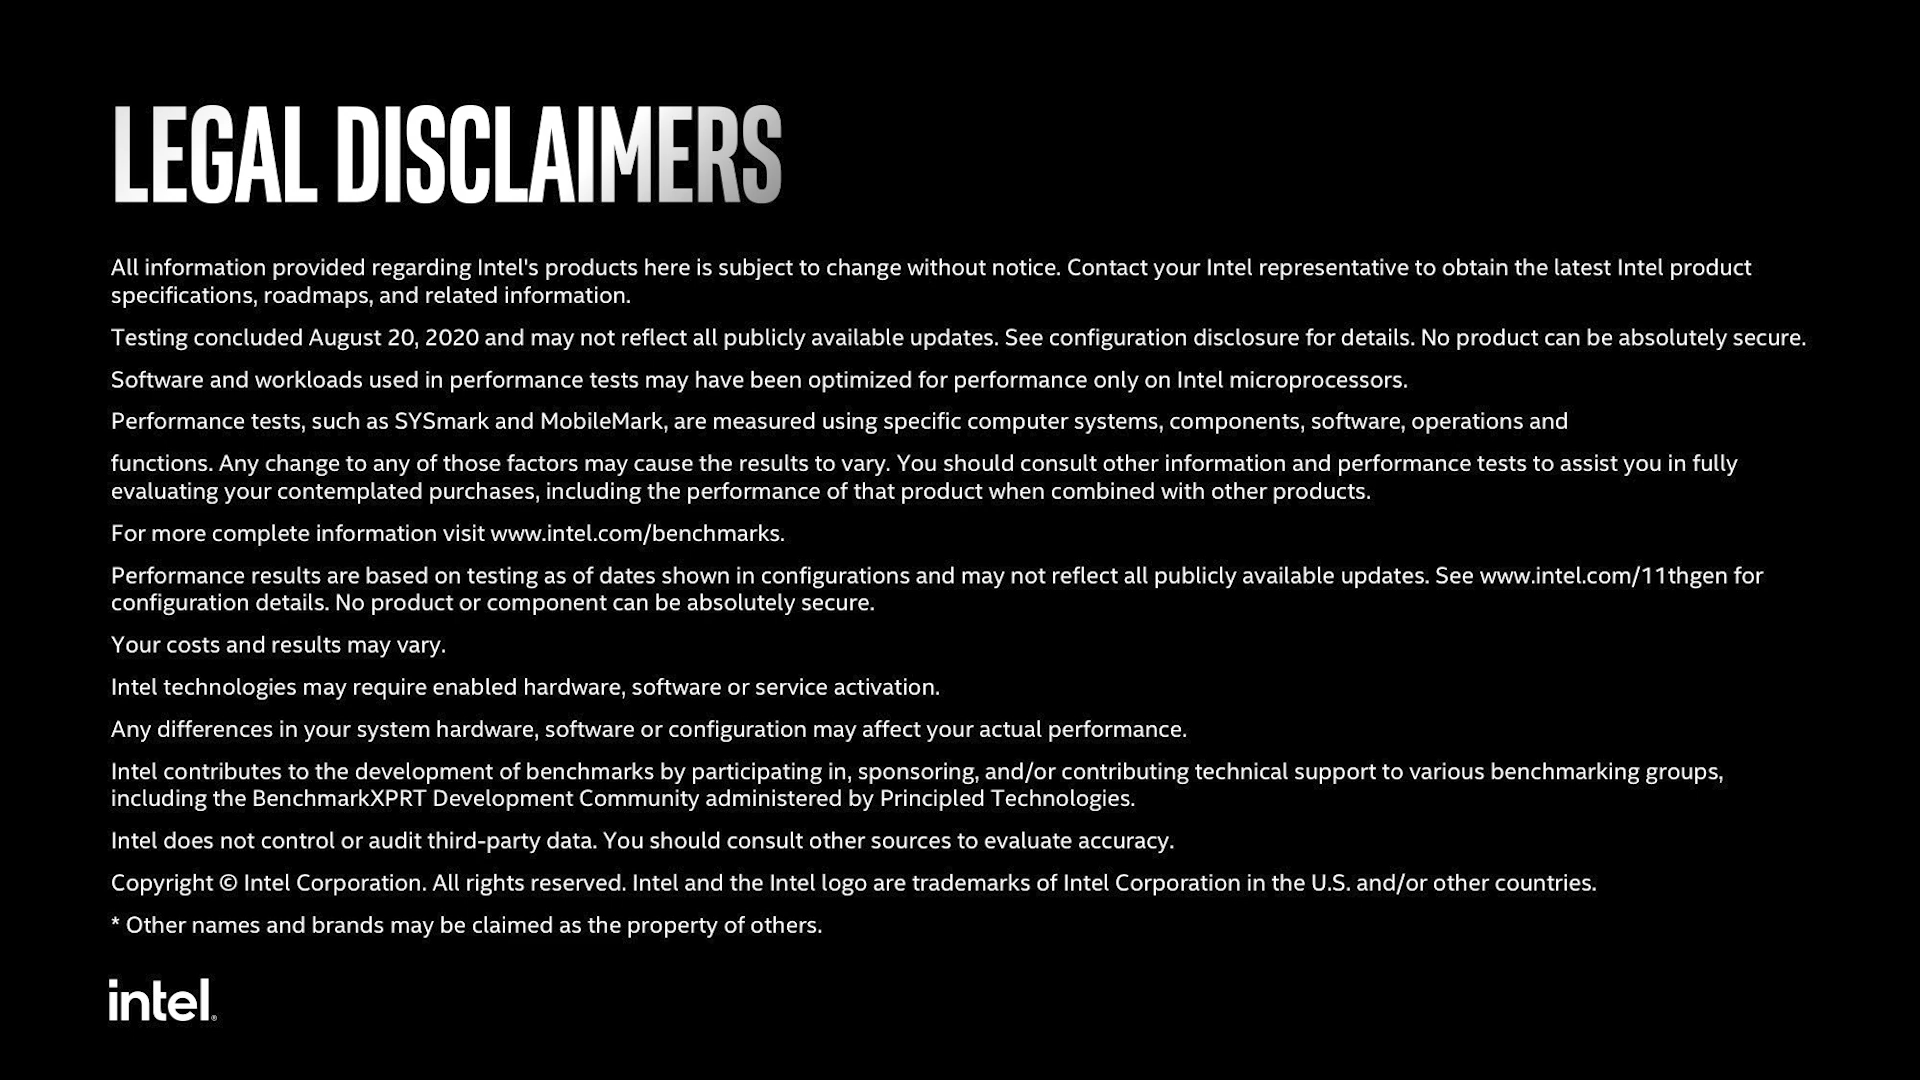 LEGAL DISCLAIMERS
All information provided regarding Intel's products here is subject to change without notice. Contact your Intel representative to obtain the latest Intel product
specifications, roadmaps, and related information.
Testing concluded August 20, 2020 and may not reflect all publicly available updates. See configuration disclosure for details. No product can be absolutely secure.
Software and workloads used in performance tests may have been optimized for performance only on Intel microprocessors.
Performance tests, such as SYSmark and MobileMark, are measured using specific computer systems, components, software, operations and
functions. Any change to any of those factors may cause the results to vary. You should consult other information and performance tests to assist you in fully
evaluating your contemplated purchases, including the performance of that product when combined with other products.
For more complete information visit www.intel.com/benchmarks.
Performance results are based on testing as of dates shown in configurations and may not reflect all publicly available updates. See www.intel.com/11thgen for
configuration details. No product or component can be absolutely secure.
Your costs and results may vary.
Intel technologies may require enabled hardware, software or service activation.
Any differences in your system hardware, software or configuration may affect your actual performance.
Intel contributes to the development of benchmarks by participating in, sponsoring, and/or contributing technical support to various benchmarking groups,
including the BenchmarkXPRT Development Community administered by Principled Technologies.
Intel does not control or audit third-party data. You should consult other sources to evaluate accuracy.
Copyright © Intel Corporation. All rights reserved. Intel and the Intel logo are trademarks of Intel Corporation in the U.S. and/or other countries.
* Other names and brands may be claimed as the property of others.
intel®